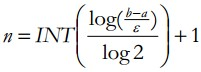 n = INT( log((b−a)/ε) / log 2 ) + 1